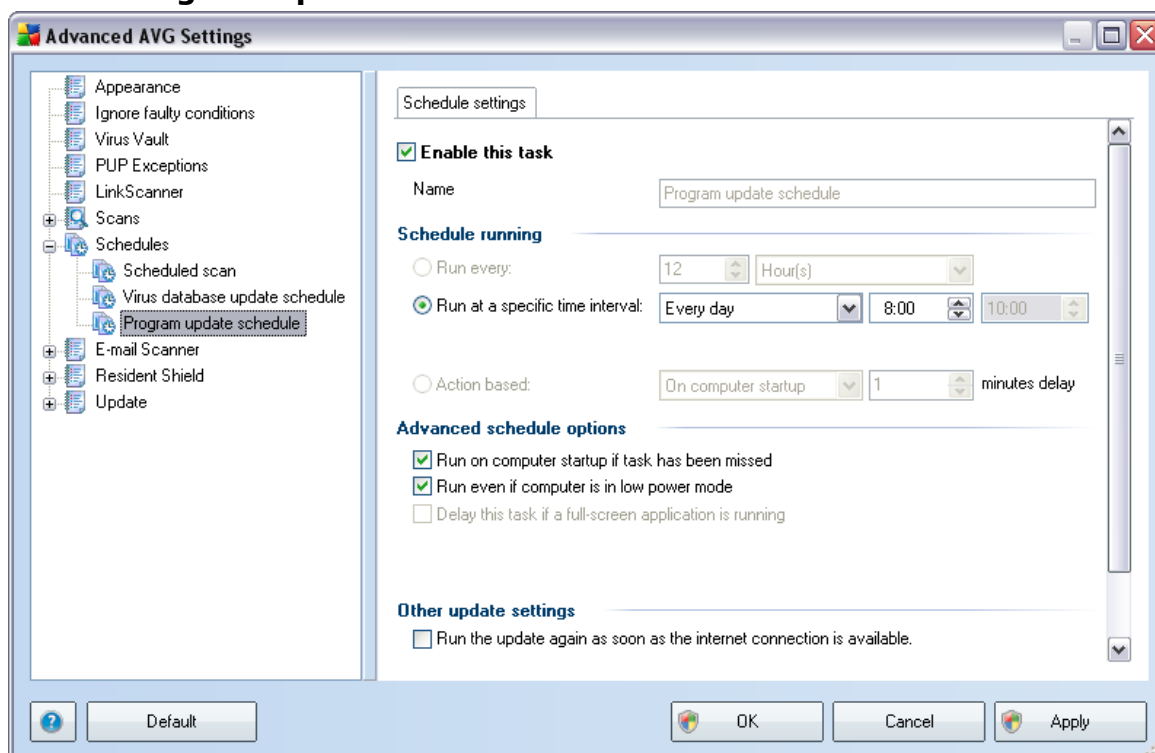 Advanced AVG Settings
Appearance
Ignore faulty conditions
Virus Vault
PUP Exceptions
LinkScanner
Scans
Schedules
Scheduled scan
Virus database update schedule
Program update schedule
E-mail Scanner
Resident Shield
Update
Schedule settings
Enable this task
Name Program update schedule
Schedule running
Run every: 12 Hour(s)
Run at a specific time interval: Every day 8:00 10:00
Action based: On computer startup 1 minutes delay
Advanced schedule options
Run on computer startup if task has been missed
Run even if computer is in low power mode
Delay this task if a full-screen application is running
Other update settings
Run the update again as soon as the internet connection is available.
? Default OK Cancel Apply